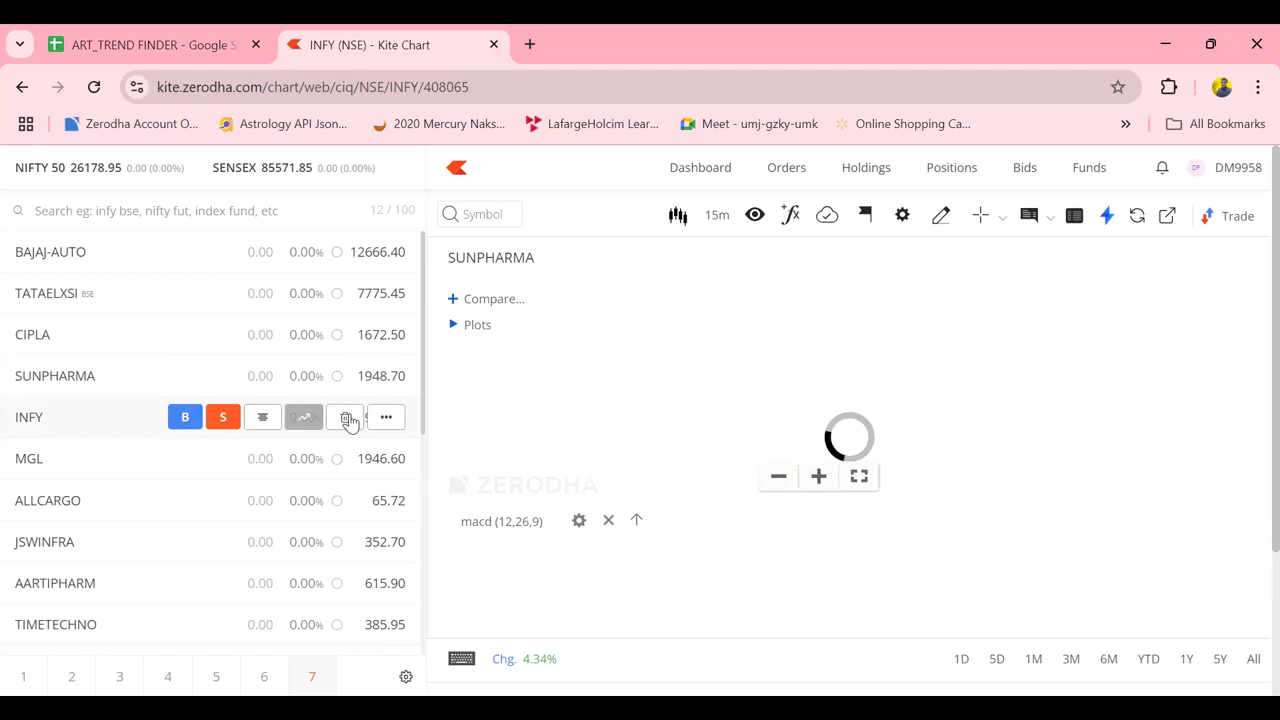 ART_TREND FINDER - Google S
INFY (NSE) - Kite Chart
kite.zerodha.com/chart/web/ciq/NSE/INFY/408065
Zerodha Account O...
Astrology API Json...
2020 Mercury Naks...
LafargeHolcim Lear...
Meet - umj-gzky-umk
Online Shopping Ca...
All Bookmarks
NIFTY 50 26178.95 0.00 (0.00%) SENSEX 85571.85 0.00 (0.00%)
Dashboard Orders Holdings Positions Bids Funds DP DM9958
Search eg: infy bse, nifty fut, index fund, etc 12 / 100
Symbol 15m Trade
BAJAJ-AUTO 0.00 0.00% 12666.40
TATAELXSI BSE 0.00 0.00% 7775.45
CIPLA 0.00 0.00% 1672.50
SUNPHARMA 0.00 0.00% 1948.70
INFY B S
MGL 0.00 0.00% 1946.60
ALLCARGO 0.00 0.00% 65.72
JSWINFRA 0.00 0.00% 352.70
AARTIPHARM 0.00 0.00% 615.90
TIMETECHNO 0.00 0.00% 385.95
1 2 3 4 5 6 7
SUNPHARMA
Compare...
Plots
ZERODHA
macd (12,26,9)
Chg. 4.34%
1D 5D 1M 3M 6M YTD 1Y 5Y All